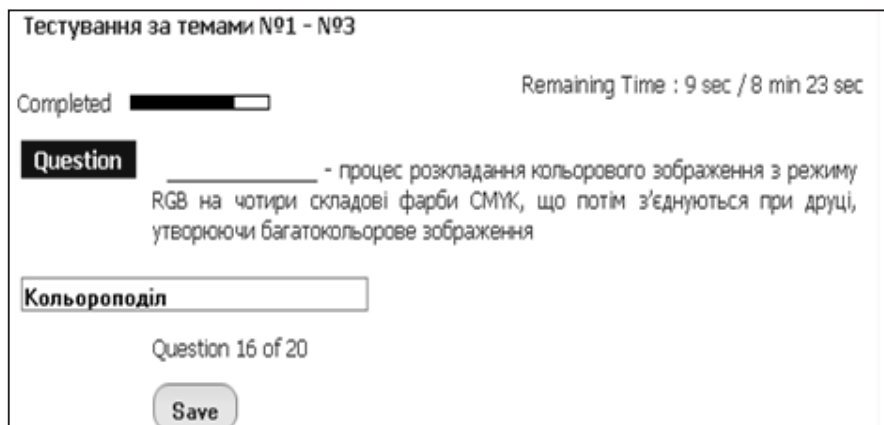 Тестування за темами №1 - №3
Remaining Time : 9 sec / 8 min 23 sec
Completed
Question
____________ - процес розкладання кольорового зображення з режиму
RGB на чотири складові фарби CMYK, що потім з'єднуються при друці,
утворюючи багатокольорове зображення
Кольороподіл
Question 16 of 20
Save